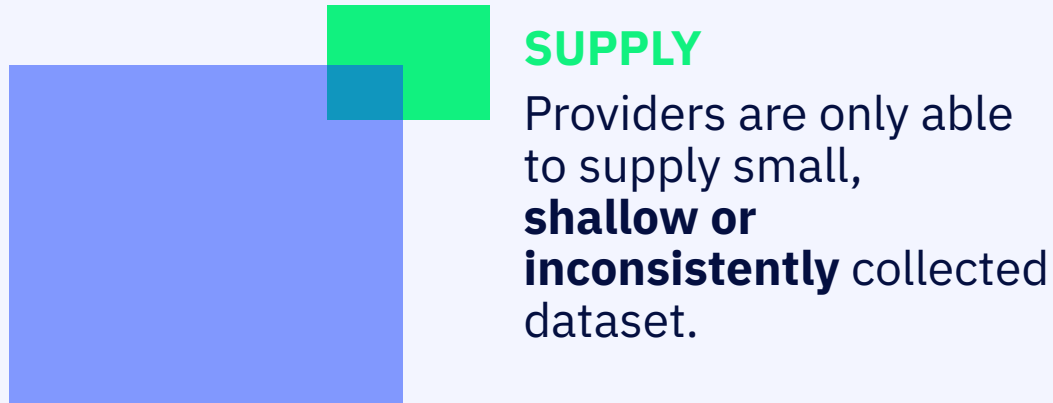 SUPPLY
Providers are only able
to supply small,
shallow or
inconsistently collected
dataset.